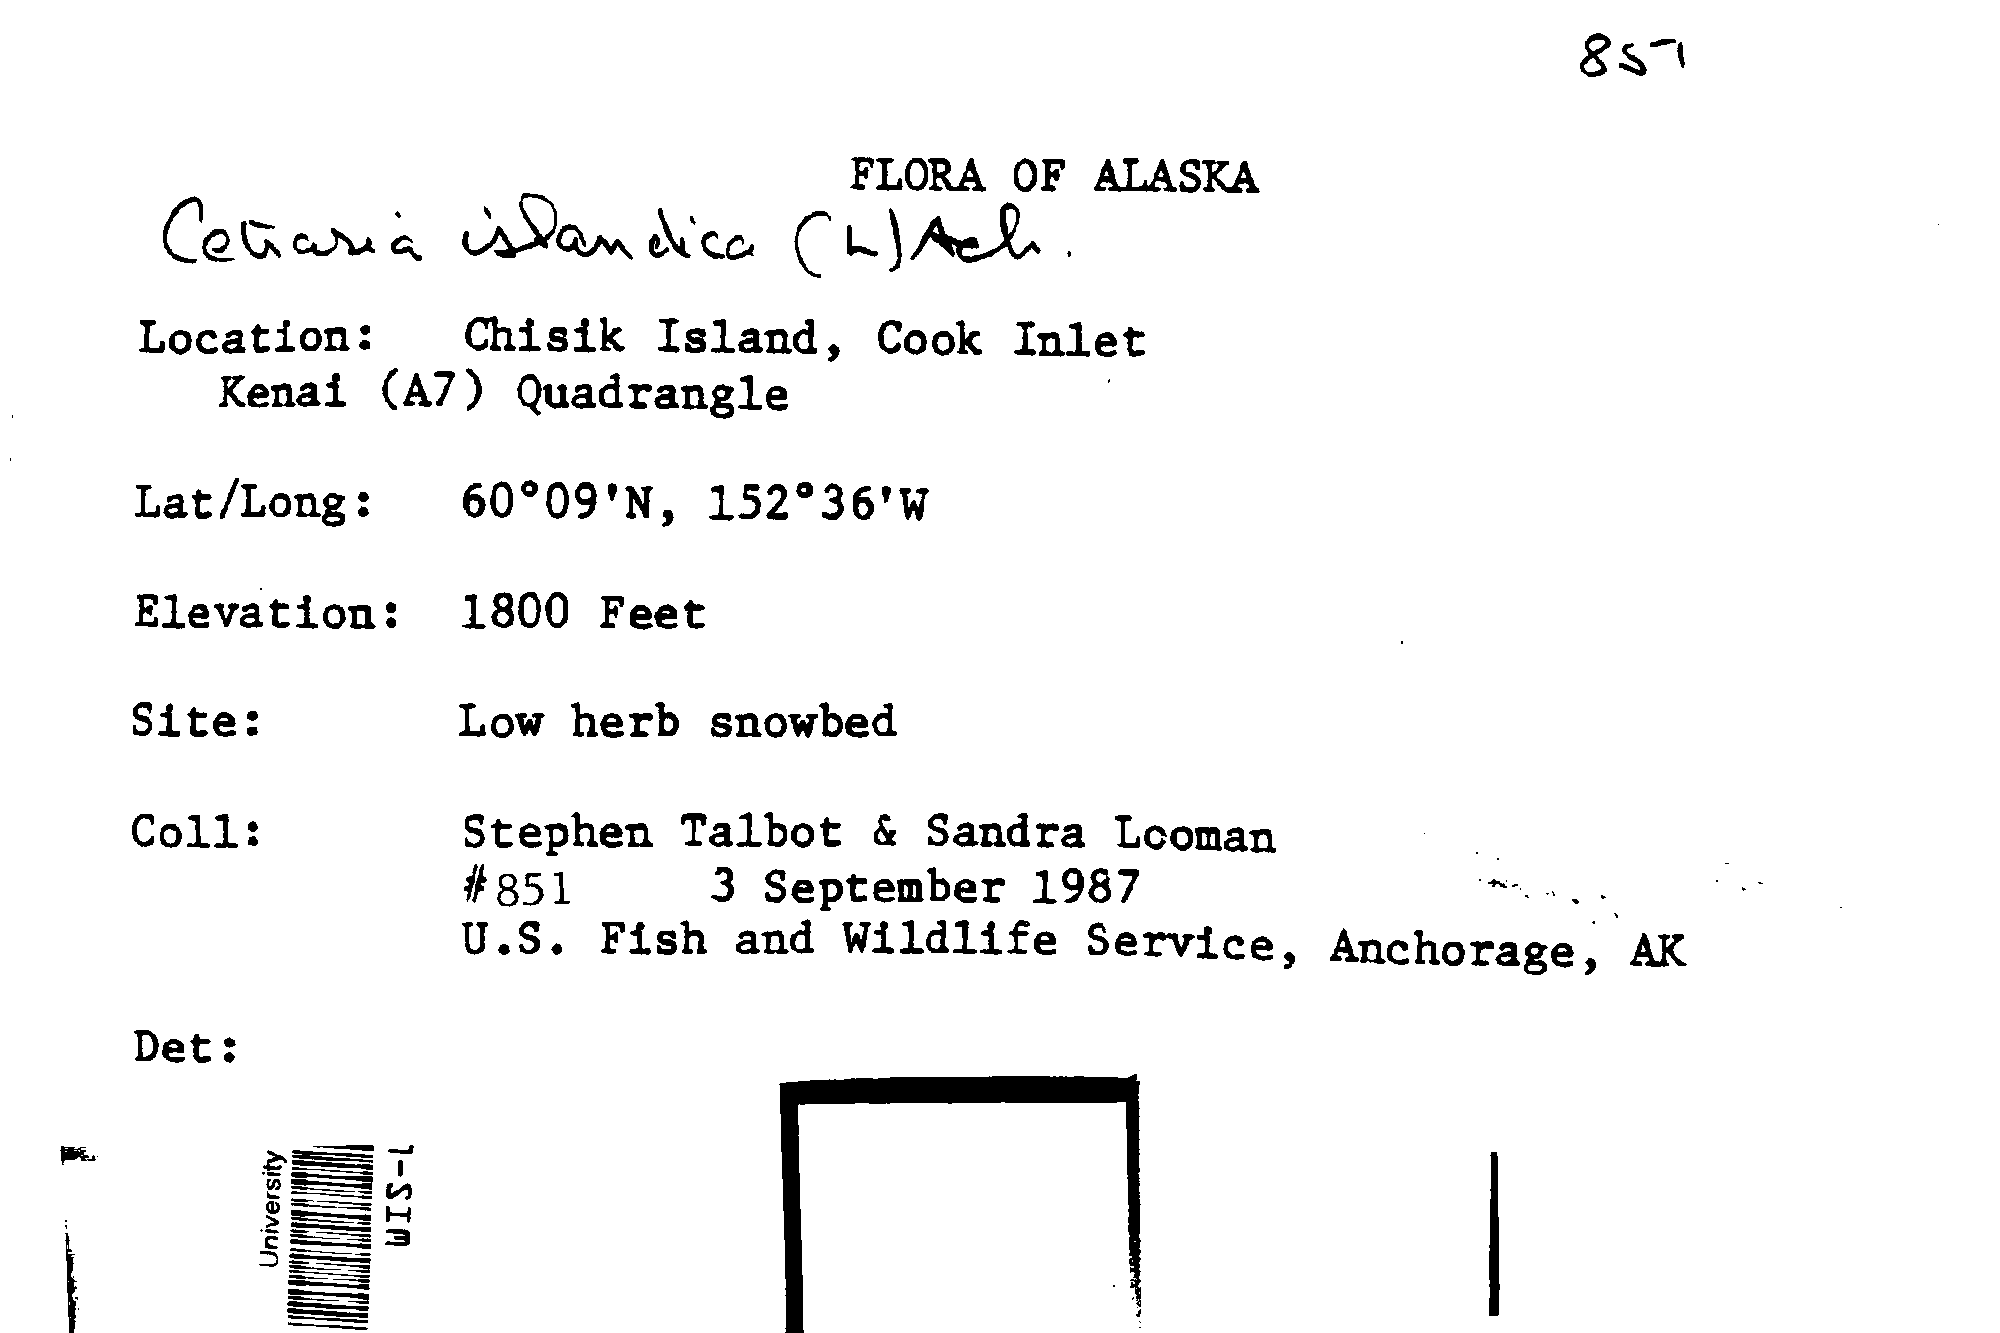 851
FLORA OF ALASKA
Cetraria islandica (L) Ach.
Location: Chisik Island, Cook Inlet
Kenai (A7) Quadrangle
Lat/Long: 60°09'N, 152°36'W
Elevation: 1800 Feet
Site: Low herb snowbed
Coll: Stephen Talbot & Sandra Looman
#851 3 September 1987
U.S. Fish and Wildlife Service, Anchorage, AK
Det:
University
WIS-L